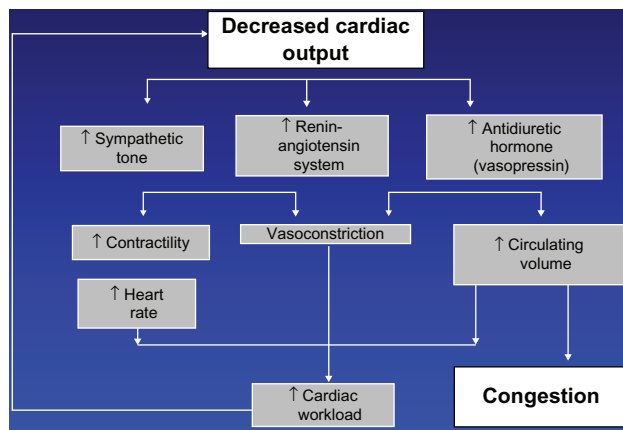 Decreased cardiac
output
↑ Sympathetic
tone
↑ Renin-
angiotensin
system
↑ Antidiuretic
hormone
(vasopressin)
↑ Contractility
Vasoconstriction
↑ Circulating
volume
↑ Heart
rate
↑ Cardiac
workload
Congestion